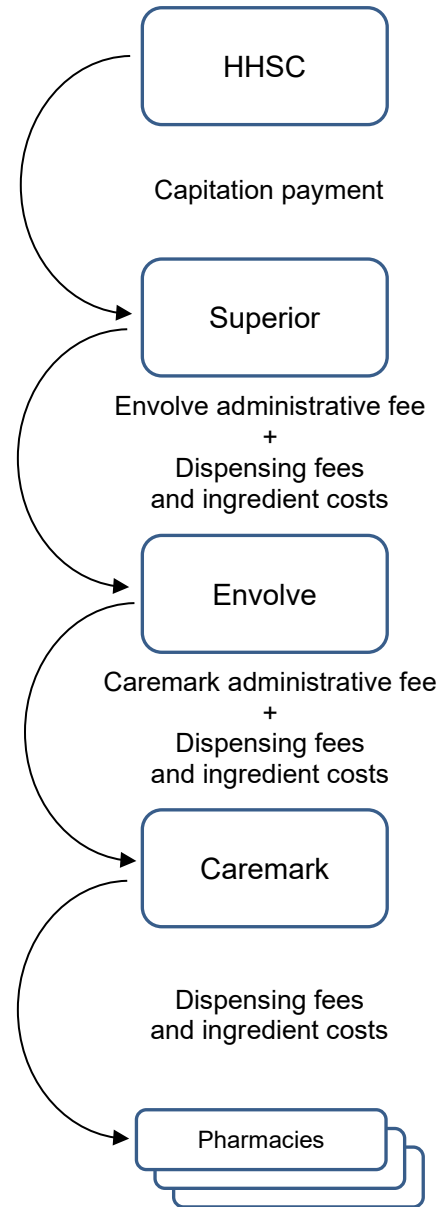 HHSC
Capitation payment
Superior
Envolve administrative fee
+
Dispensing fees
and ingredient costs
Envolve
Caremark administrative fee
+
Dispensing fees
and ingredient costs
Caremark
Dispensing fees
and ingredient costs
Pharmacies